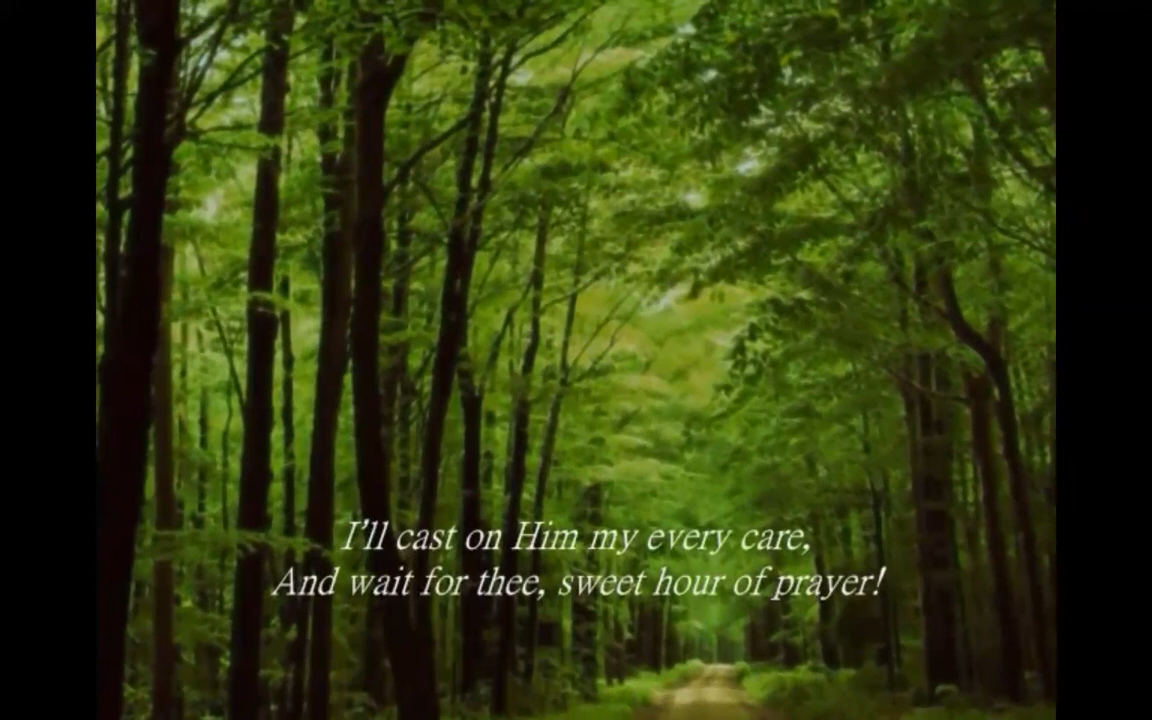 I'll cast on Him my every care,
And wait for thee, sweet hour of prayer!